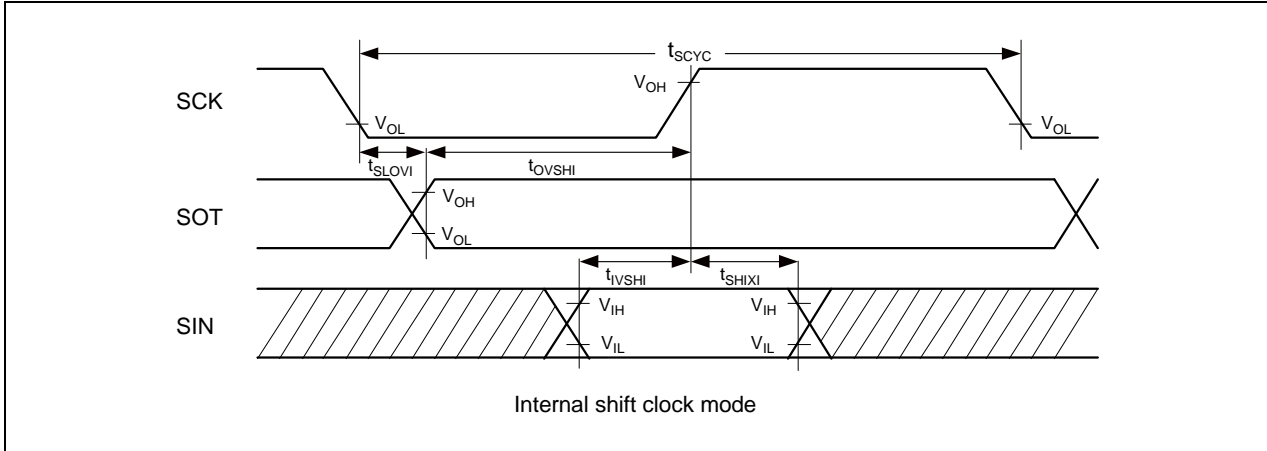 tSCYC
SCK
VOH
VOL
VOL
tSLOVI
tOVSHI
SOT
VOH
VOL
tIVSHI
tSHIXI
SIN
VIH
VIH
VIL
VIL
Internal shift clock mode